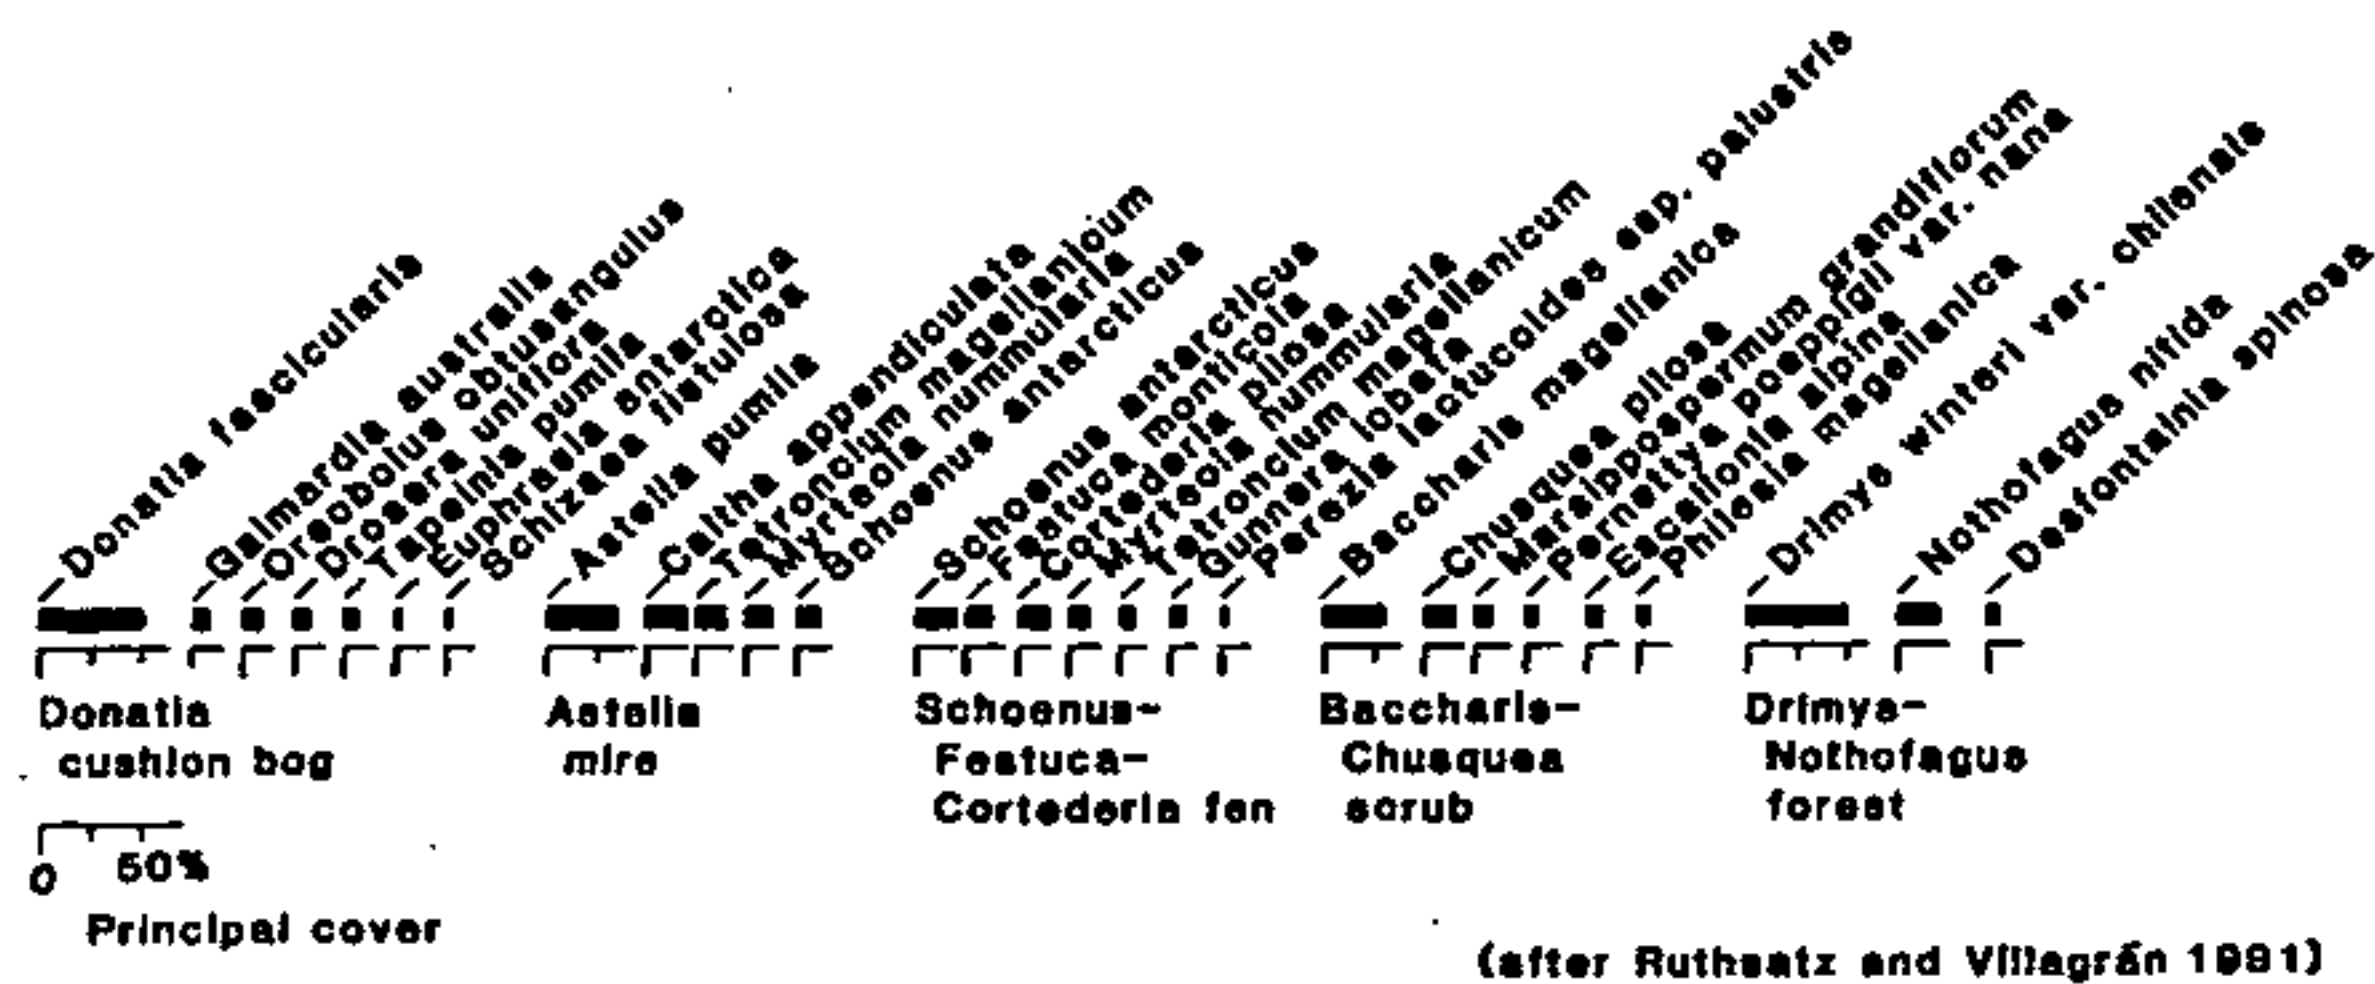 Donatia fascicularis
Gaimardia australis
Oreobolus obtusangulus
Drosera uniflora
Tapeinia pumila
Euphrasia antarctica
Schizaea fistulosa
Astelia pumila
Caltha appendiculata
Tetroncium magellanicum
Myrteola nummularia
Schoenus antarcticus
Schoenus antarcticus
Festuca monticola
Cortederia pilosa
Myrteola nummularia
Tetroncium magellanicum
Gunnera lobata
Perezia lactucoides ssp. palustris
Baccharis magellanica
Chusquea pilosa
Marsippospermum grandiflorum
Pernettya poeppigii var. nana
Escallonia alpina
Philesia magellanica
Drimys winteri var. chilensis
Nothofagus nitida
Desfontainia spinosa
Donatia
cushion bog
Astelia
mire
Schoenus-
Festuca-
Cortederia fen
Baccharis-
Chusquea
scrub
Drimys-
Nothofagus
forest
0 50%
Principal cover
(after Ruthsatz and Villagrán 1991)